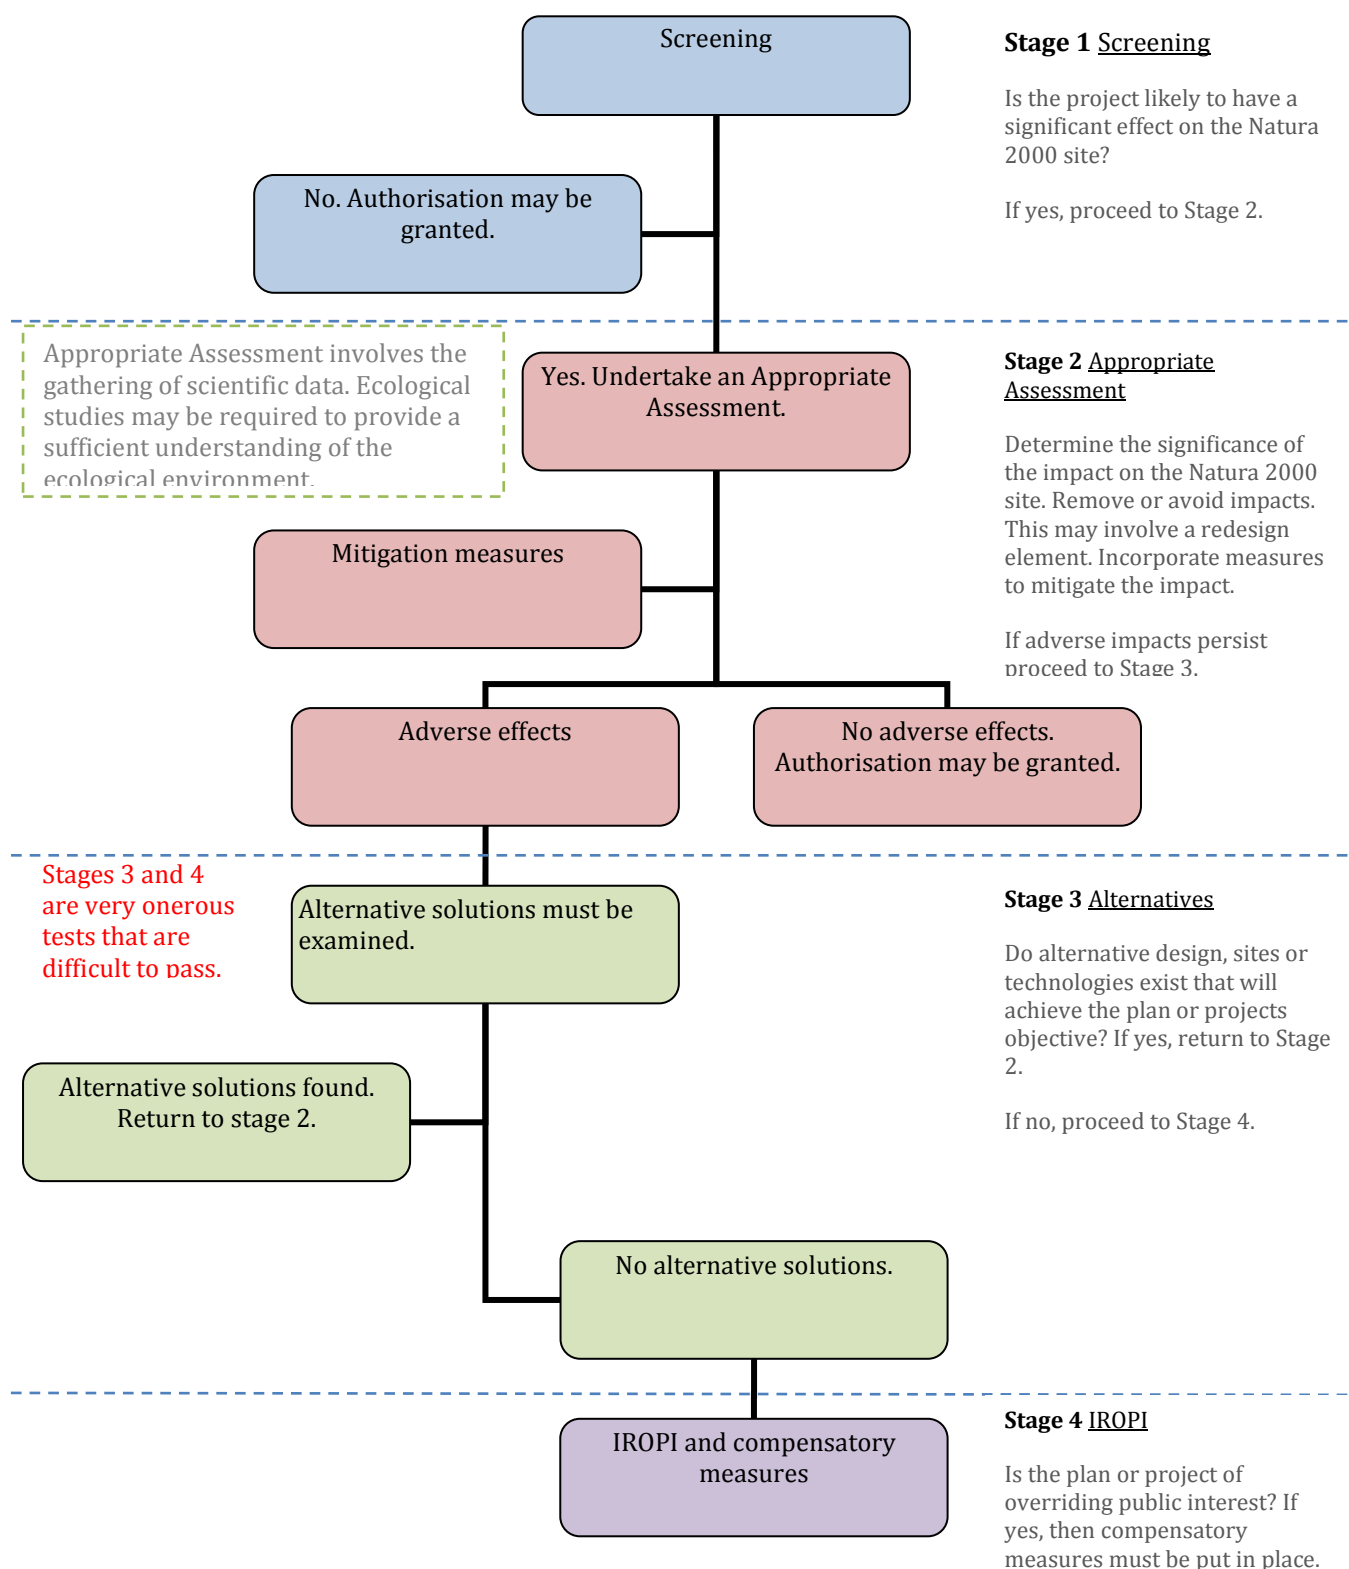 Screening
Stage 1 Screening
Is the project likely to have a
significant effect on the Natura
2000 site?
If yes, proceed to Stage 2.
No. Authorisation may be
granted.
Appropriate Assessment involves the
gathering of scientific data. Ecological
studies may be required to provide a
sufficient understanding of the
ecological environment.
Yes. Undertake an Appropriate
Assessment.
Stage 2 Appropriate
Assessment
Determine the significance of
the impact on the Natura 2000
site. Remove or avoid impacts.
This may involve a redesign
element. Incorporate measures
to mitigate the impact.
If adverse impacts persist
proceed to Stage 3.
Mitigation measures
Adverse effects
No adverse effects.
Authorisation may be granted.
Stages 3 and 4
are very onerous
tests that are
difficult to pass.
Alternative solutions must be
examined.
Stage 3 Alternatives
Do alternative design, sites or
technologies exist that will
achieve the plan or projects
objective? If yes, return to Stage
2.
If no, proceed to Stage 4.
Alternative solutions found.
Return to stage 2.
No alternative solutions.
IROPI and compensatory
measures
Stage 4 IROPI
Is the plan or project of
overriding public interest? If
yes, then compensatory
measures must be put in place.